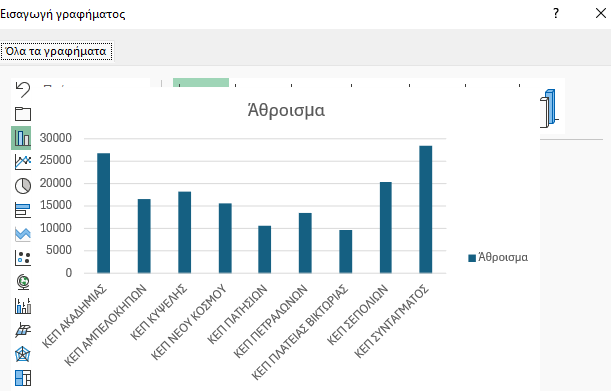 Εισαγωγή γραφήματος
Όλα τα γραφήματα
Άθροισμα
30000
25000
20000
15000
10000
5000
0
ΚΕΠ ΑΚΑΔΗΜΙΑΣ
ΚΕΠ ΑΜΠΕΛΟΚΗΠΩΝ
ΚΕΠ ΚΥΨΕΛΗΣ
ΚΕΠ ΝΕΟΥ ΚΟΣΜΟΥ
ΚΕΠ ΠΑΤΗΣΙΩΝ
ΚΕΠ ΠΕΤΡΑΛΩΝΩΝ
ΚΕΠ ΠΛΑΤΕΙΑΣ ΒΙΚΤΩΡΙΑΣ
ΚΕΠ ΣΕΠΟΛΙΩΝ
ΚΕΠ ΣΥΝΤΑΓΜΑΤΟΣ
Άθροισμα